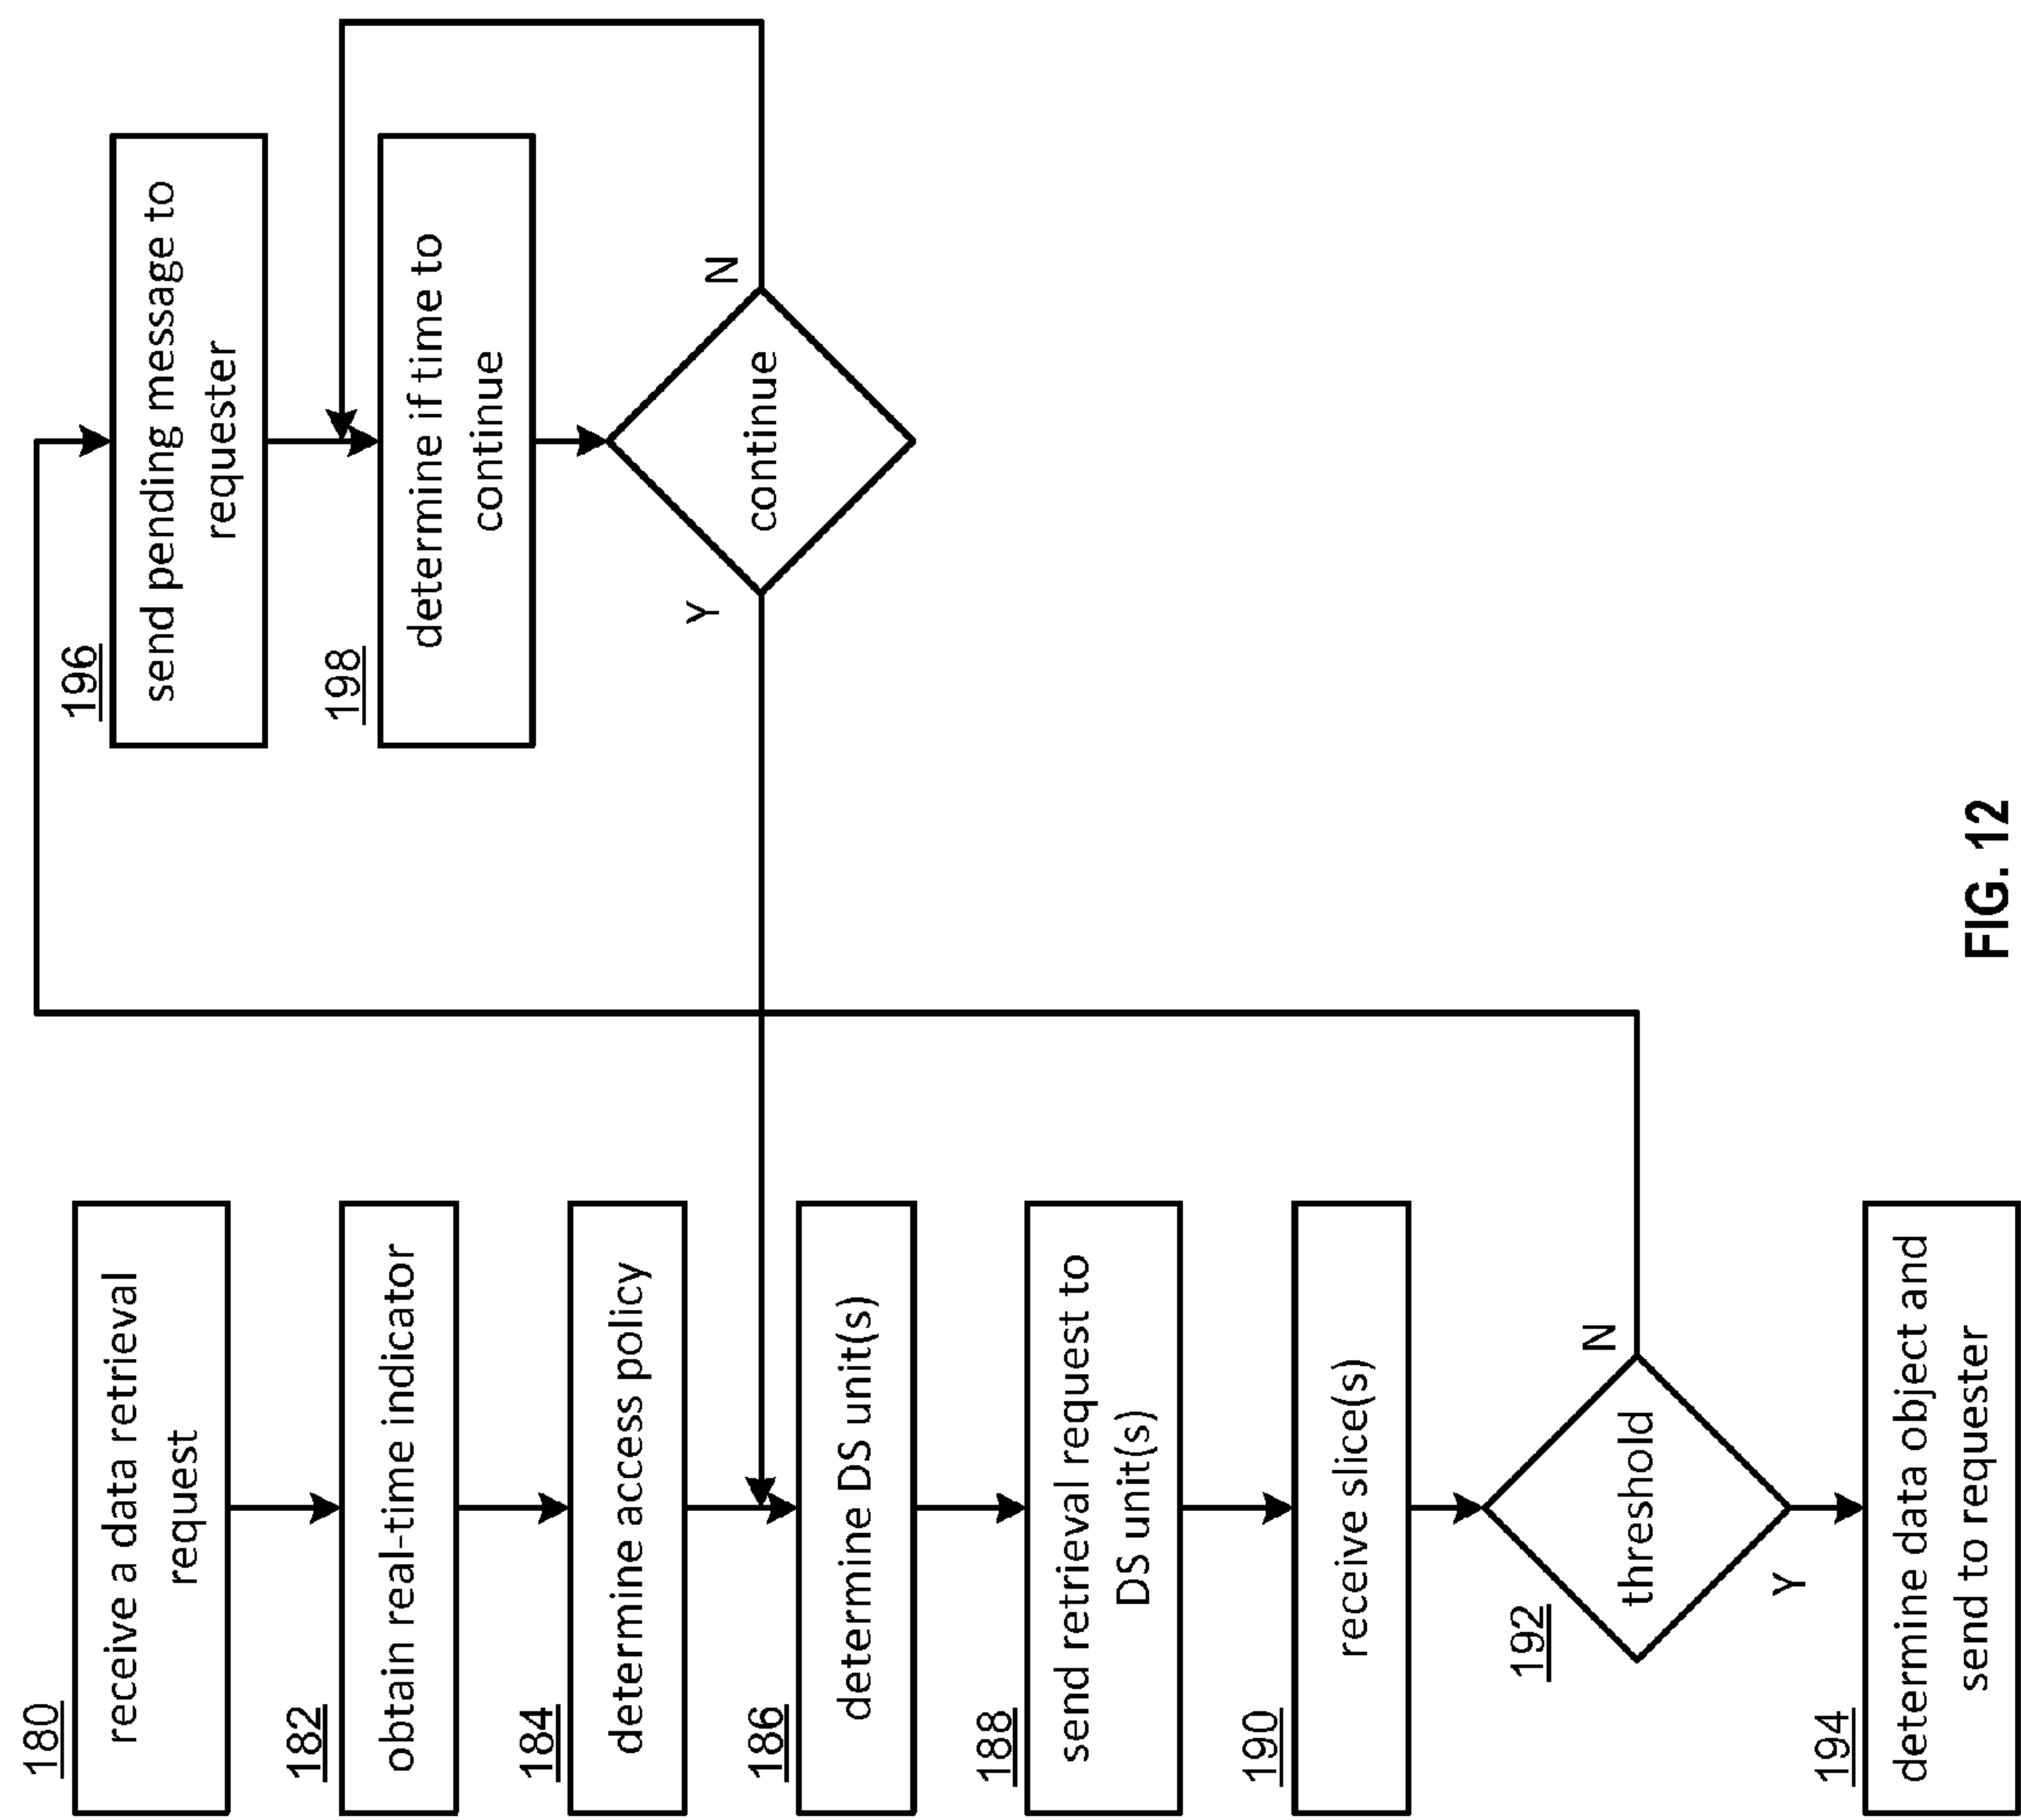 180
receive a data retrieval
request
182
obtain real-time indicator
184
determine access policy
186
determine DS unit(s)
188
send retrieval request to
DS unit(s)
190
receive slice(s)
192
threshold
N
Y
194
determine data object and
send to requester
196
send pending message to
requester
198
determine if time to
continue
continue
Y
N
FIG. 12